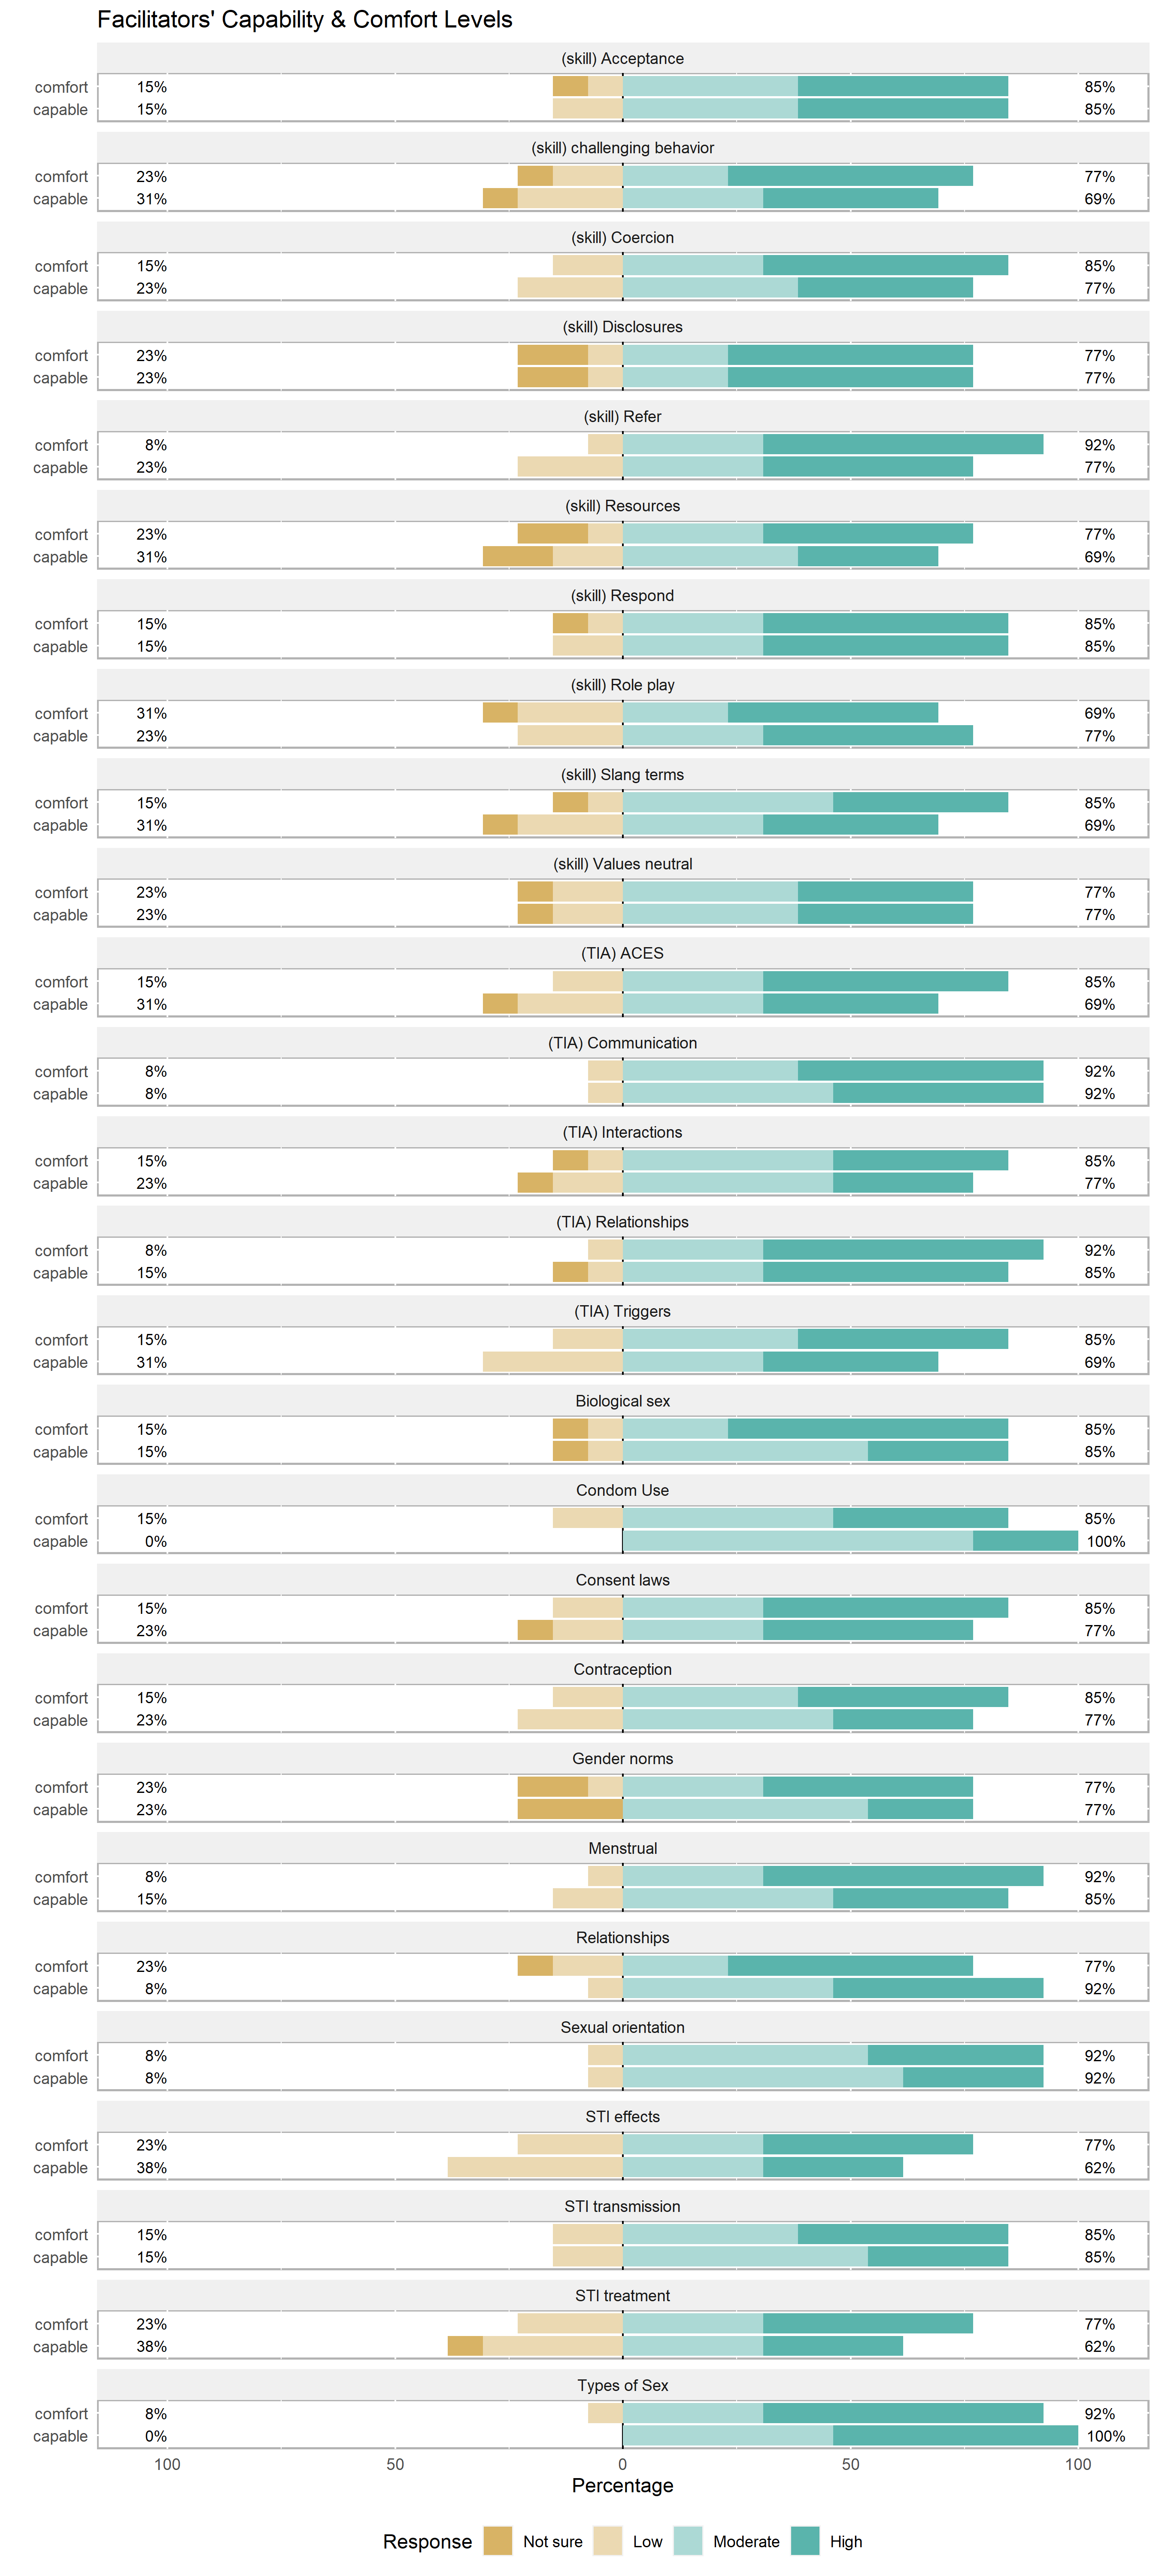 Facilitators' Capability & Comfort Levels
(skill) Acceptance
comfort 15% 85%
capable 15% 85%
(skill) challenging behavior
comfort 23% 77%
capable 31% 69%
(skill) Coercion
comfort 15% 85%
capable 23% 77%
(skill) Disclosures
comfort 23% 77%
capable 23% 77%
(skill) Refer
comfort 8% 92%
capable 23% 77%
(skill) Resources
comfort 23% 77%
capable 31% 69%
(skill) Respond
comfort 15% 85%
capable 15% 85%
(skill) Role play
comfort 31% 69%
capable 23% 77%
(skill) Slang terms
comfort 15% 85%
capable 31% 69%
(skill) Values neutral
comfort 23% 77%
capable 23% 77%
(TIA) ACES
comfort 15% 85%
capable 31% 69%
(TIA) Communication
comfort 8% 92%
capable 8% 92%
(TIA) Interactions
comfort 15% 85%
capable 23% 77%
(TIA) Relationships
comfort 8% 92%
capable 15% 85%
(TIA) Triggers
comfort 15% 85%
capable 31% 69%
Biological sex
comfort 15% 85%
capable 15% 85%
Condom Use
comfort 15% 85%
capable 0% 100%
Consent laws
comfort 15% 85%
capable 23% 77%
Contraception
comfort 15% 85%
capable 23% 77%
Gender norms
comfort 23% 77%
capable 23% 77%
Menstrual
comfort 8% 92%
capable 15% 85%
Relationships
comfort 23% 77%
capable 8% 92%
Sexual orientation
comfort 8% 92%
capable 8% 92%
STI effects
comfort 23% 77%
capable 38% 62%
STI transmission
comfort 15% 85%
capable 15% 85%
STI treatment
comfort 23% 77%
capable 38% 62%
Types of Sex
comfort 8% 92%
capable 0% 100%
100 50 0 50 100
Percentage
Response Not sure Low Moderate High